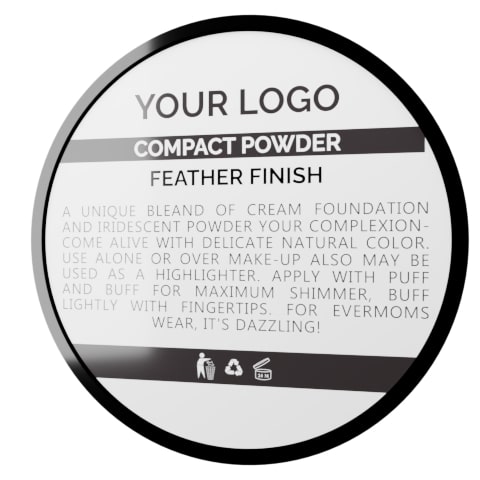 YOUR LOGO
COMPACT POWDER
FEATHER FINISH
A UNIQUE BLEAND OF CREAM FOUNDATION
AND IRIDESCENT POWDER YOUR COMPLEXION-
COME ALIVE WITH DELICATE NATURAL COLOR.
USE ALONE OR OVER MAKE-UP ALSO MAY BE
USED AS A HIGHLIGHTER. APPLY WITH PUFF
AND BUFF FOR MAXIMUM SHIMMER, BUFF
LIGHTLY WITH FINGERTIPS. FOR EVERMOMS
WEAR, IT'S DAZZLING!